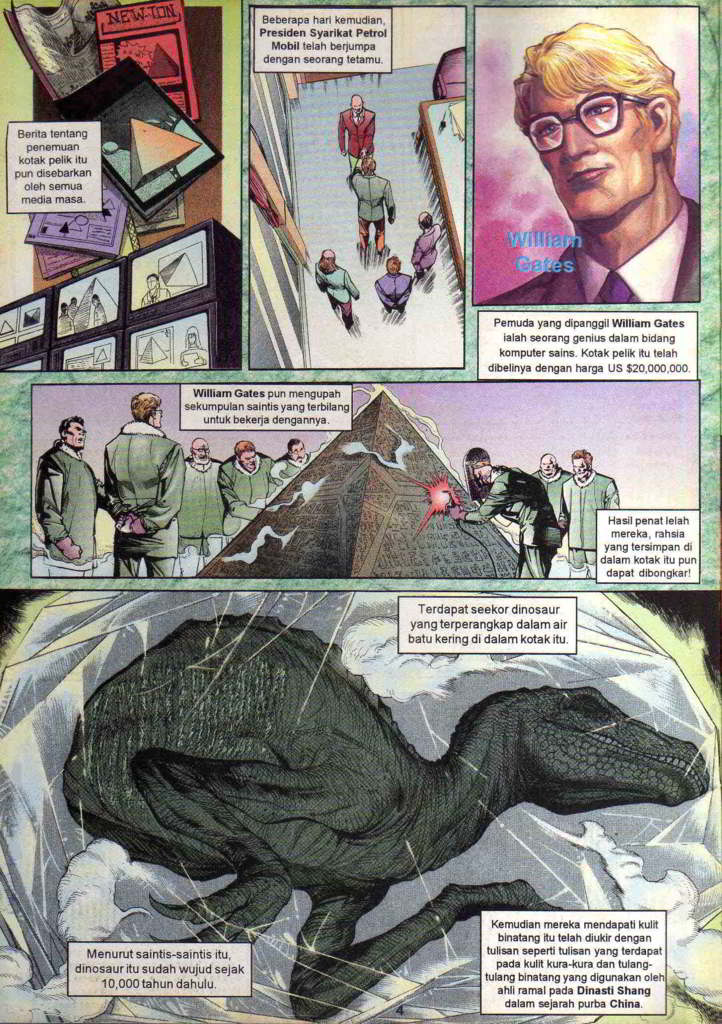 NEW-TON
Berita tentang
penemuan
kotak pelik itu
pun disebarkan
oleh semua
media masa.
Beberapa hari kemudian,
Presiden Syarikat Petrol
Mobil telah berjumpa
dengan seorang tetamu.
William
Gates
Pemuda yang dipanggil William Gates
ialah seorang genius dalam bidang
komputer sains. Kotak pelik itu telah
dibelinya dengan harga US $20,000,000.
William Gates pun mengupah
sekumpulan saintis yang terbilang
untuk bekerja dengannya.
Hasil penat lelah
mereka, rahsia
yang tersimpan di
dalam kotak itu pun
dapat dibongkar!
Terdapat seekor dinosaur
yang terperangkap dalam air
batu kering di dalam kotak itu.
Menurut saintis-saintis itu,
dinosaur itu sudah wujud sejak
10,000 tahun dahulu.
Kemudian mereka mendapati kulit
binatang itu telah diukir dengan
tulisan seperti tulisan yang terdapat
pada kulit kura-kura dan tulang-
tulang binatang yang digunakan oleh
ahli ramal pada Dinasti Shang
dalam sejarah purba China.
4